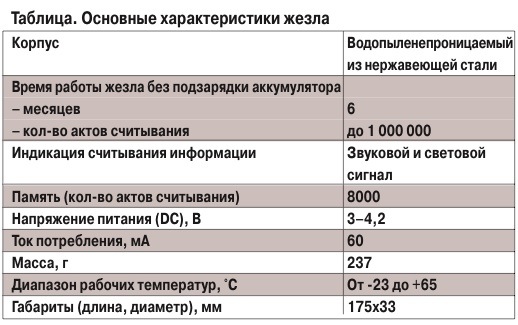 Таблица. Основные характеристики жезла
Корпус Водопыленепроницаемый
из нержавеющей стали
Время работы жезла без подзарядки аккумулятора
– месяцев 6
– кол-во актов считывания до 1 000 000
Индикация считывания информации Звуковой и световой
сигнал
Память (кол-во актов считывания) 8000
Напряжение питания (DC), В 3–4,2
Ток потребления, мА 60
Масса, г 237
Диапазон рабочих температур, ˚С От -23 до +65
Габариты (длина, диаметр), мм 175х33